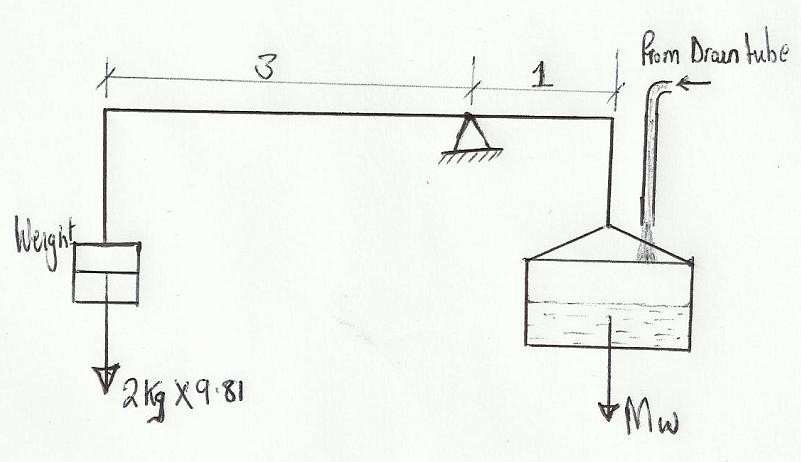 3
1
From Drain tube
Weight
2kg X 9.81
Mw